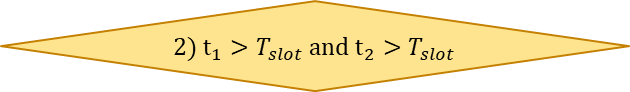 2) t₁ > T_slot and t₂ > T_slot